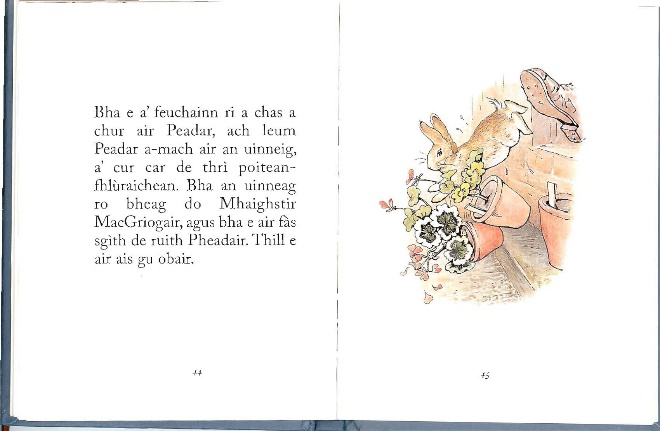 Bha e a' feuchainn ri a chas a
chur air Peadar, ach leum
Peadar a-mach air an uinneig,
a' cur car de thrì poitean-
fhlùraichean. Bha an uinneag
ro bheag do Mhaighstir
MacGriogair, agus bha e air fàs
sgìth de ruith Pheadair. Thill e
air ais gu obair.
44
45